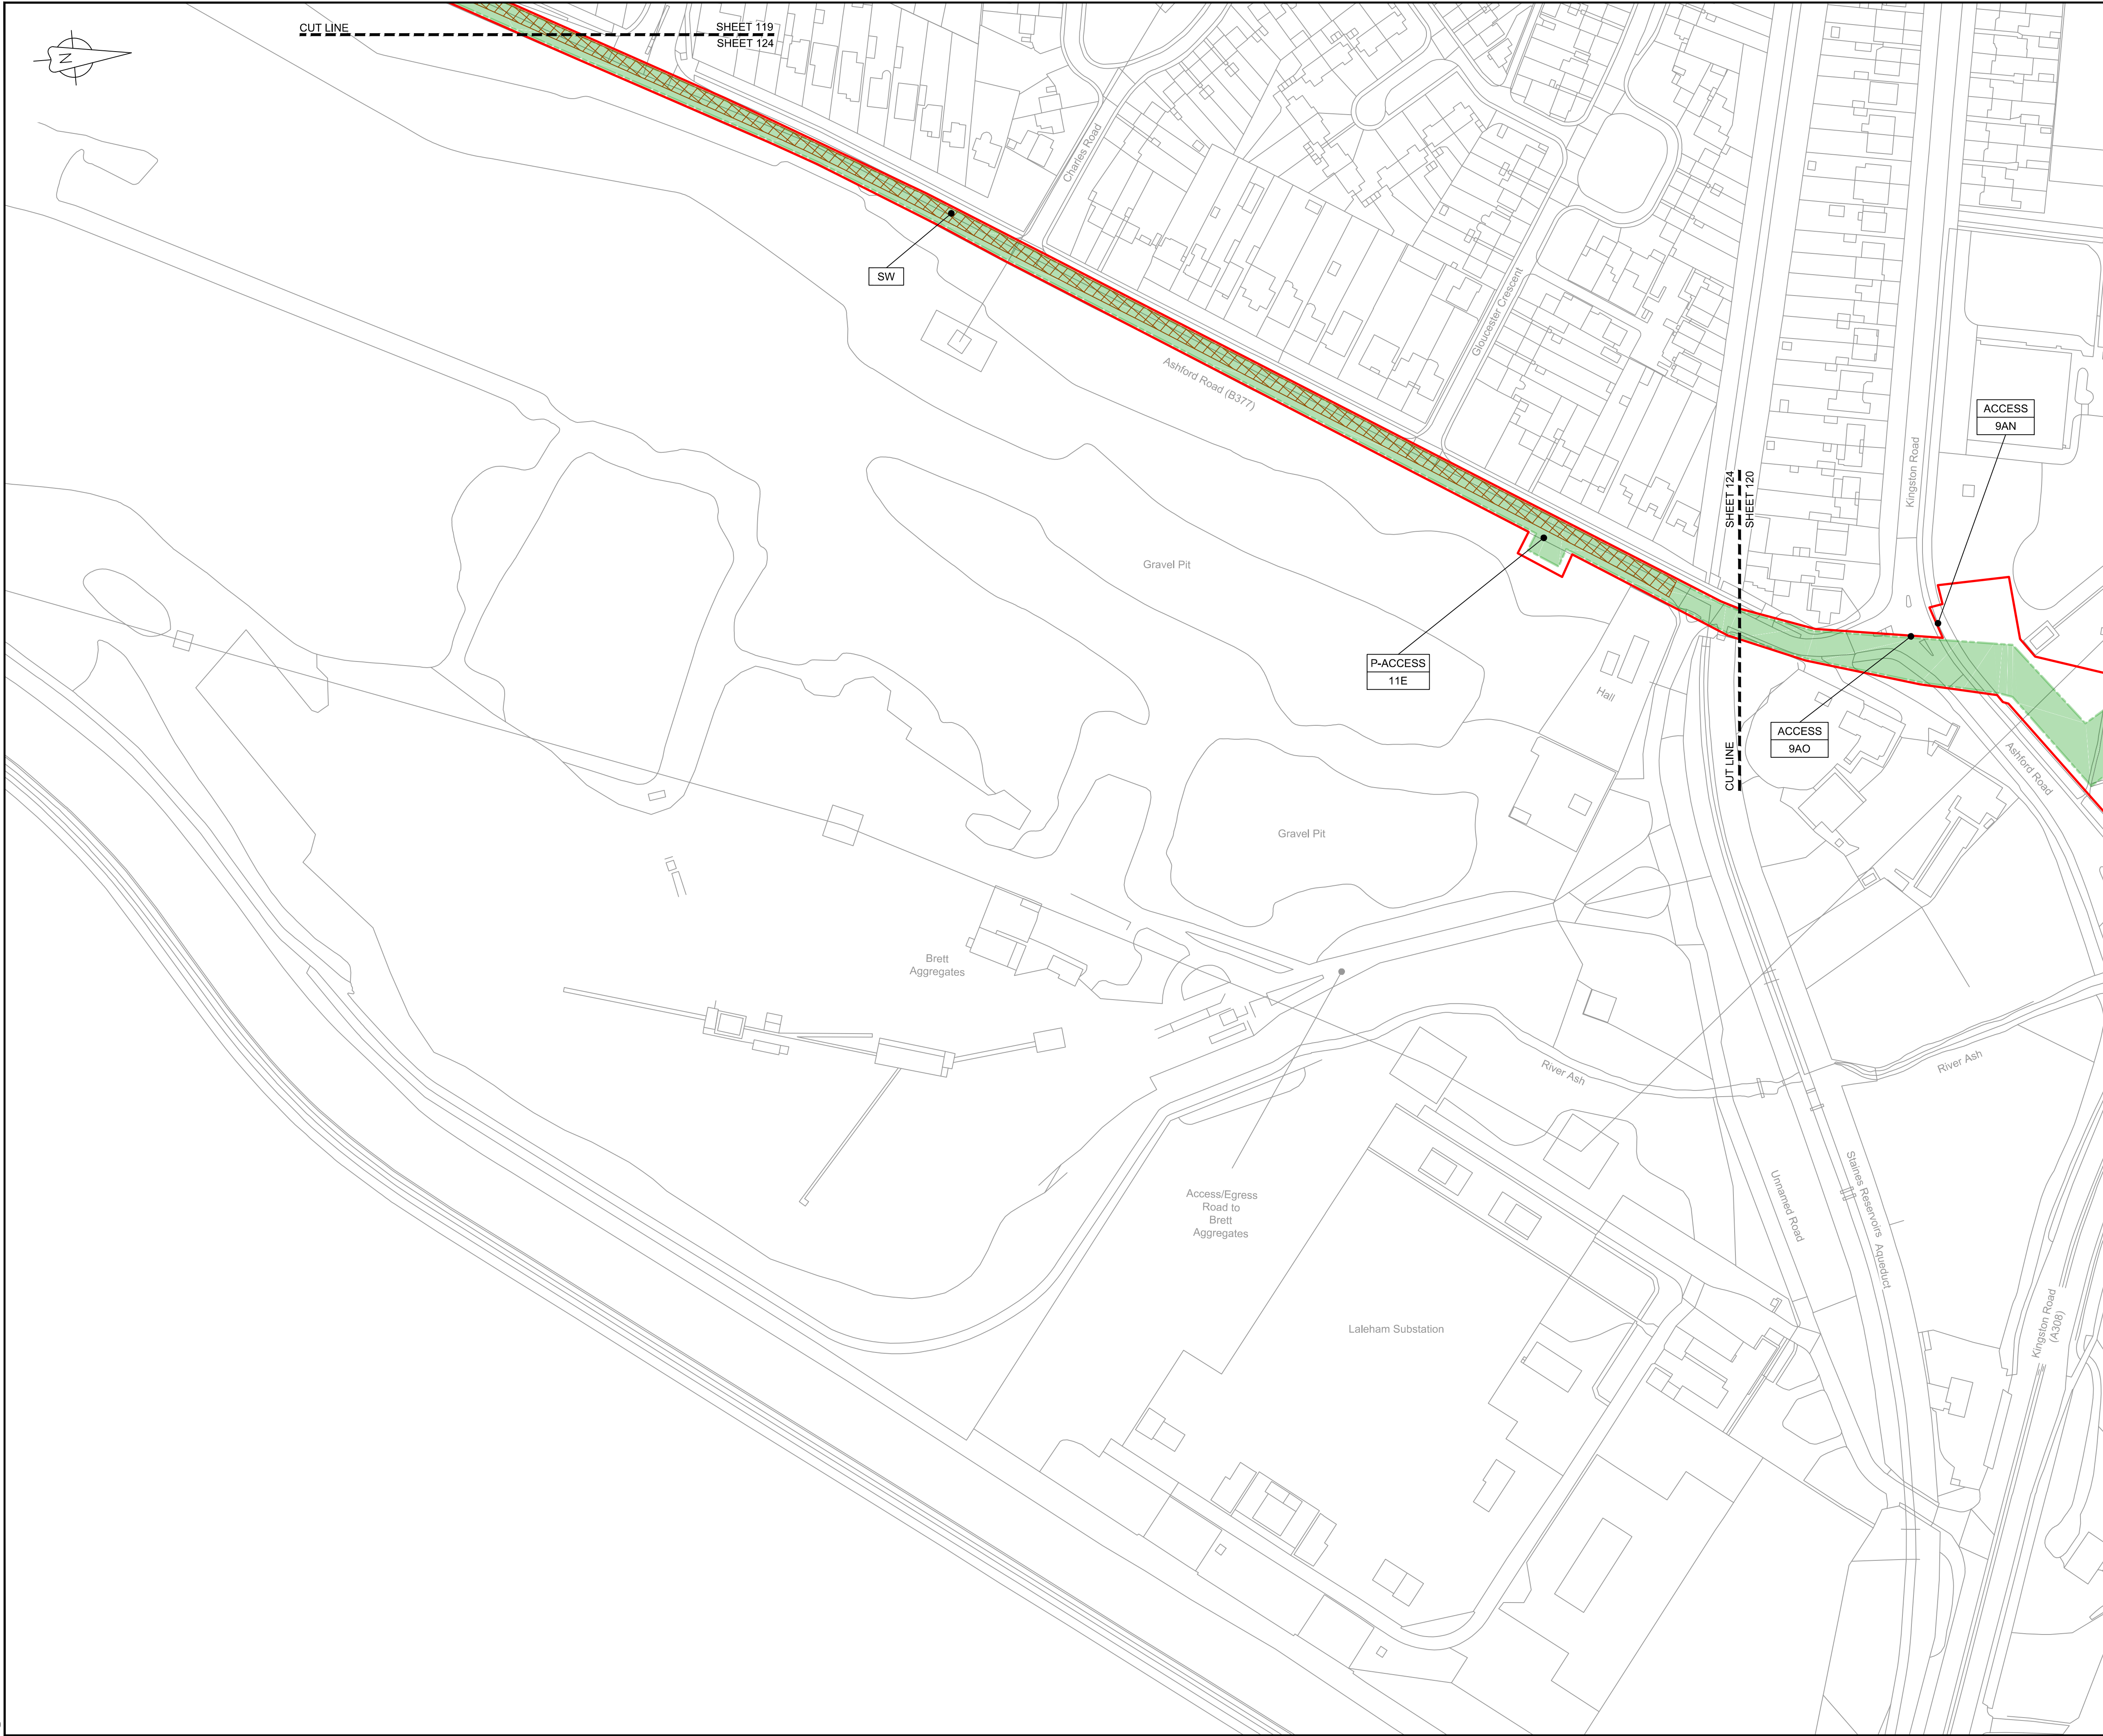 CUT LINE
SHEET 119
SHEET 124
N
Charles Road
SW
Ashford Road (B377)
Gloucester Crescent
ACCESS
9AN
Kingston Road
SHEET 124
SHEET 120
CUT LINE
Gravel Pit
P-ACCESS
11E
Hall
ACCESS
9AO
Ashford Road
Gravel Pit
Brett
Aggregates
River Ash
River Ash
Access/Egress
Road to
Brett
Aggregates
Unnamed Road
Staines Reservoirs Aqueduct
Laleham Substation
Kingston Road
(A308)